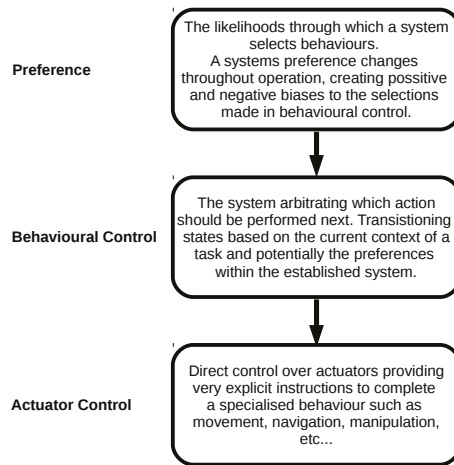 The likelihoods through which a system
selects behaviours.
A systems preference changes
throughout operation, creating possitive
and negative biases to the selections
made in behavioural control.
Preference
The system arbitrating which action
should be performed next. Transistioning
states based on the current context of a
task and potentially the preferences
within the established system.
Behavioural Control
Direct control over actuators providing
very explicit instructions to complete
a specialised behaviour such as
movement, navigation, manipulation,
etc...
Actuator Control